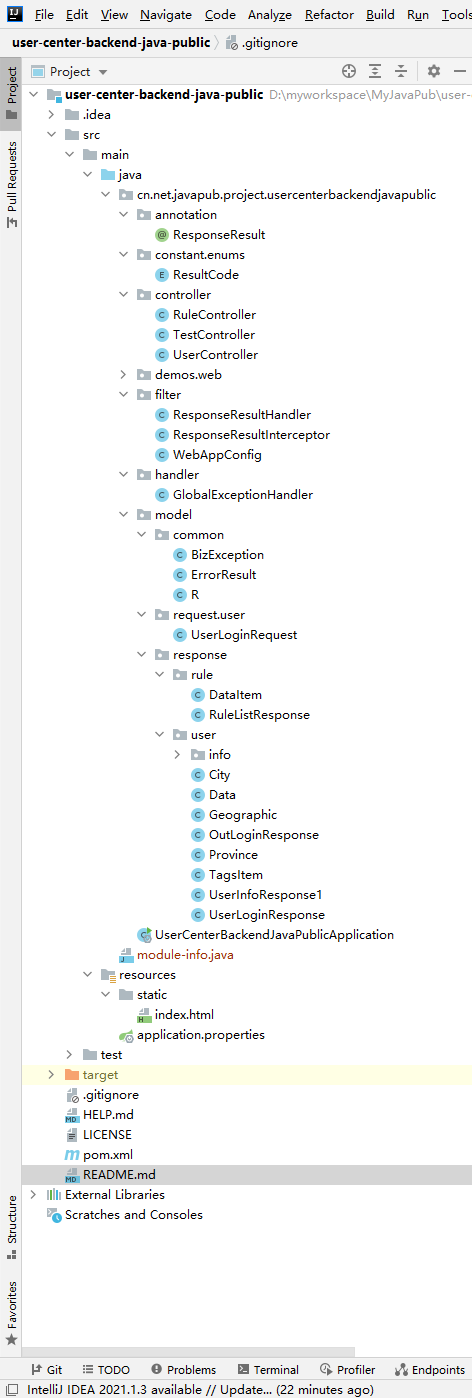 File Edit View Navigate Code Analyze Refactor Build Run Tools
user-center-backend-java-public .gitignore
Project
Project
Pull Requests
user-center-backend-java-public D:\myworkspace\MyJavaPub\user-
.idea
src
main
java
cn.net.javapub.project.usercenterbackendjavapublic
annotation
ResponseResult
constant.enums
ResultCode
controller
RuleController
TestController
UserController
demos.web
filter
ResponseResultHandler
ResponseResultInterceptor
WebAppConfig
handler
GlobalExceptionHandler
model
common
BizException
ErrorResult
R
request.user
UserLoginRequest
response
rule
DataItem
RuleListResponse
user
info
City
Data
Geographic
OutLoginResponse
Province
TagsItem
UserInfoResponse1
UserLoginResponse
UserCenterBackendJavaPublicApplication
module-info.java
resources
static
index.html
application.properties
test
target
.gitignore
HELP.md
LICENSE
pom.xml
README.md
External Libraries
Scratches and Consoles
Structure
Favorites
Git TODO Problems Terminal Profiler Endpoints
IntelliJ IDEA 2021.1.3 available // Update... (22 minutes ago)